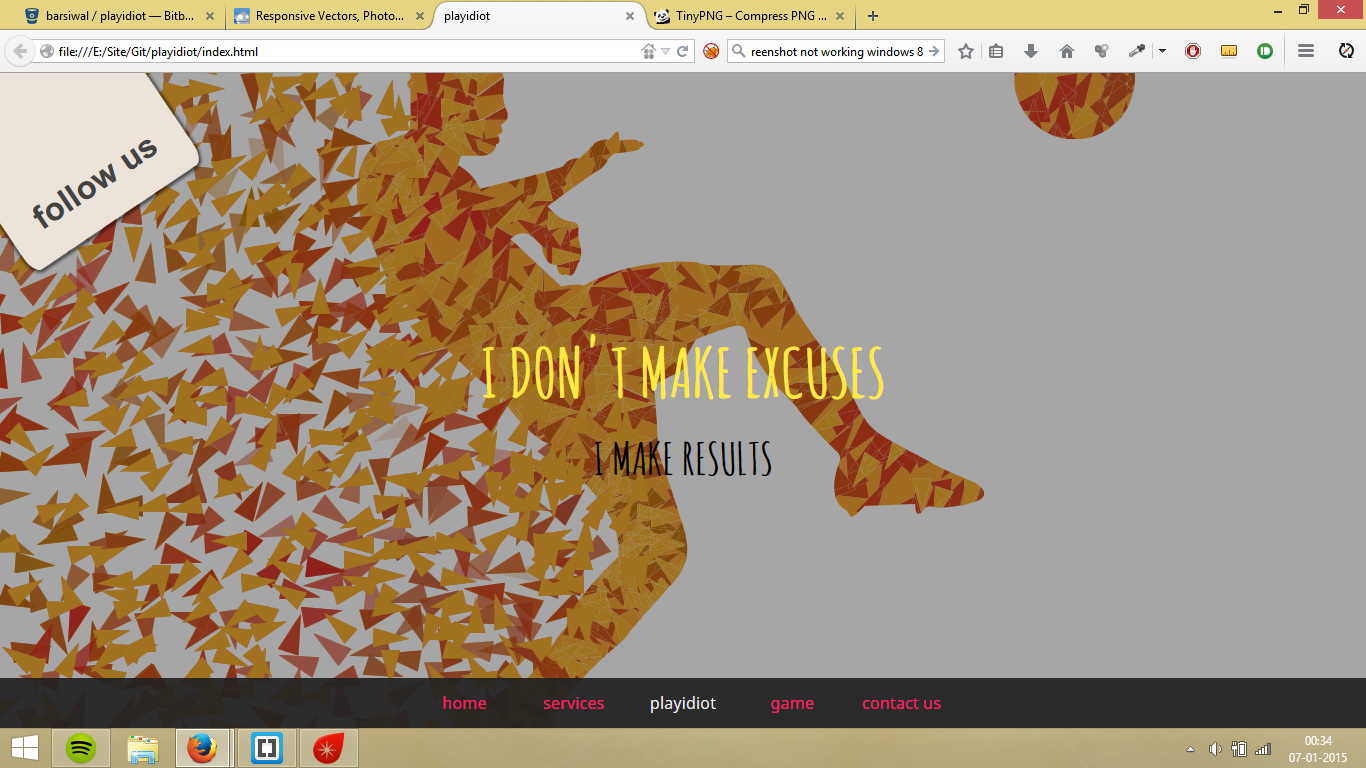 barsiwal / playidiot — Bitb...
Responsive Vectors, Photo...
playidiot
TinyPNG – Compress PNG ...
file:///E:/Site/Git/playidiot/index.html
reenshot not working windows 8
follow us
I DON'T MAKE EXCUSES
I MAKE RESULTS
home services playidiot game contact us
00:34
07-01-2015